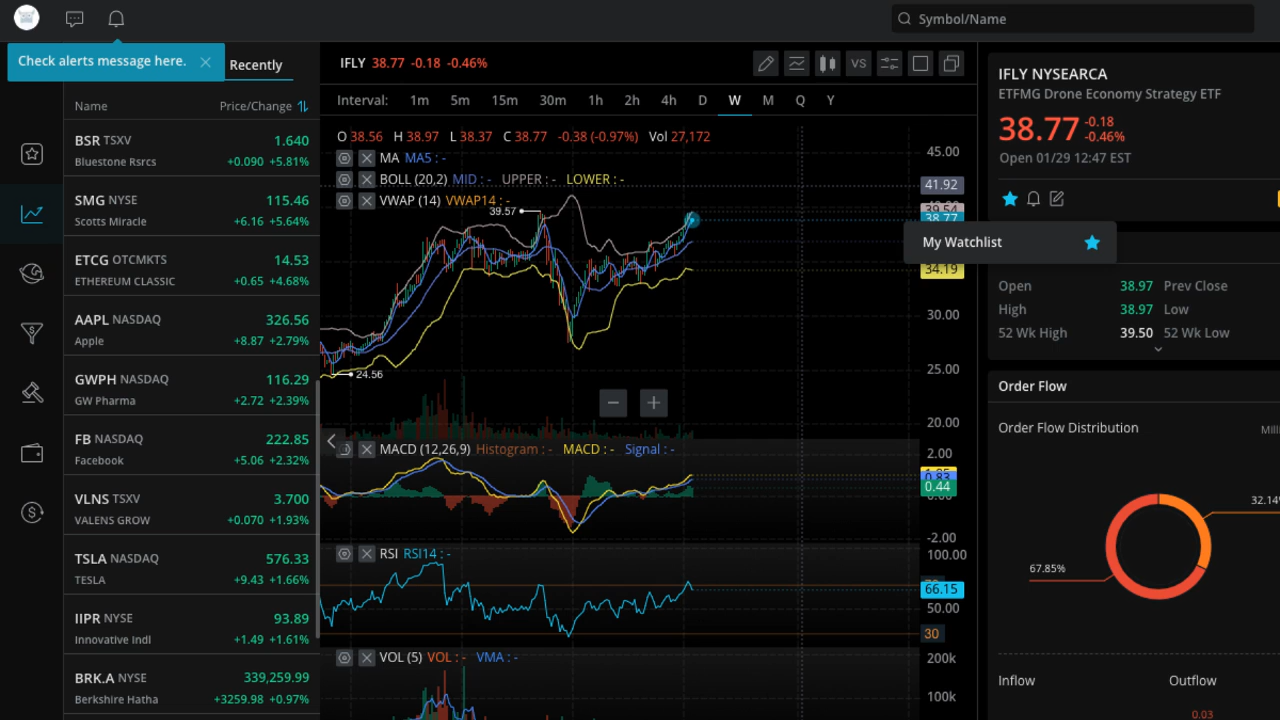 Symbol/Name
Check alerts message here.
Recently
Name Price/Change
BSR TSXV 1.640
Bluestone Rsrcs +0.090 +5.81%
SMG NYSE 115.46
Scotts Miracle +6.16 +5.64%
ETCG OTCMKTS 14.53
ETHEREUM CLASSIC +0.65 +4.68%
AAPL NASDAQ 326.56
Apple +8.87 +2.79%
GWPH NASDAQ 116.29
GW Pharma +2.72 +2.39%
FB NASDAQ 222.85
Facebook +5.06 +2.32%
VLNS TSXV 3.700
VALENS GROW +0.070 +1.93%
TSLA NASDAQ 576.33
TESLA +9.43 +1.66%
IIPR NYSE 93.89
Innovative Indl +1.49 +1.61%
BRK.A NYSE 339,259.99
Berkshire Hatha +3259.98 +0.97%
IFLY 38.77 -0.18 -0.46%
VS
Interval: 1m 5m 15m 30m 1h 2h 4h D W M Q Y
O 38.56 H 38.97 L 38.37 C 38.77 -0.38 (-0.97%) Vol 27,172
MA MA5 : -
BOLL (20,2) MID : - UPPER : - LOWER : -
VWAP (14) VWAP14 : -
39.57
24.56
45.00
41.92
39.54
38.77
34.19
30.00
25.00
20.00
MACD (12,26,9) Histogram : - MACD : - Signal : -
2.00
0.44
0.00
-2.00
RSI RSI14 : -
100.00
66.15
50.00
30
VOL (5) VOL : - VMA : -
200k
100k
IFLY NYSEARCA
ETFMG Drone Economy Strategy ETF
38.77 -0.18
-0.46%
Open 01/29 12:47 EST
My Watchlist
Open 38.97 Prev Close
High 38.97 Low
52 Wk High 39.50 52 Wk Low
Order Flow
Order Flow Distribution Milli
32.14%
67.85%
Inflow Outflow
0.03